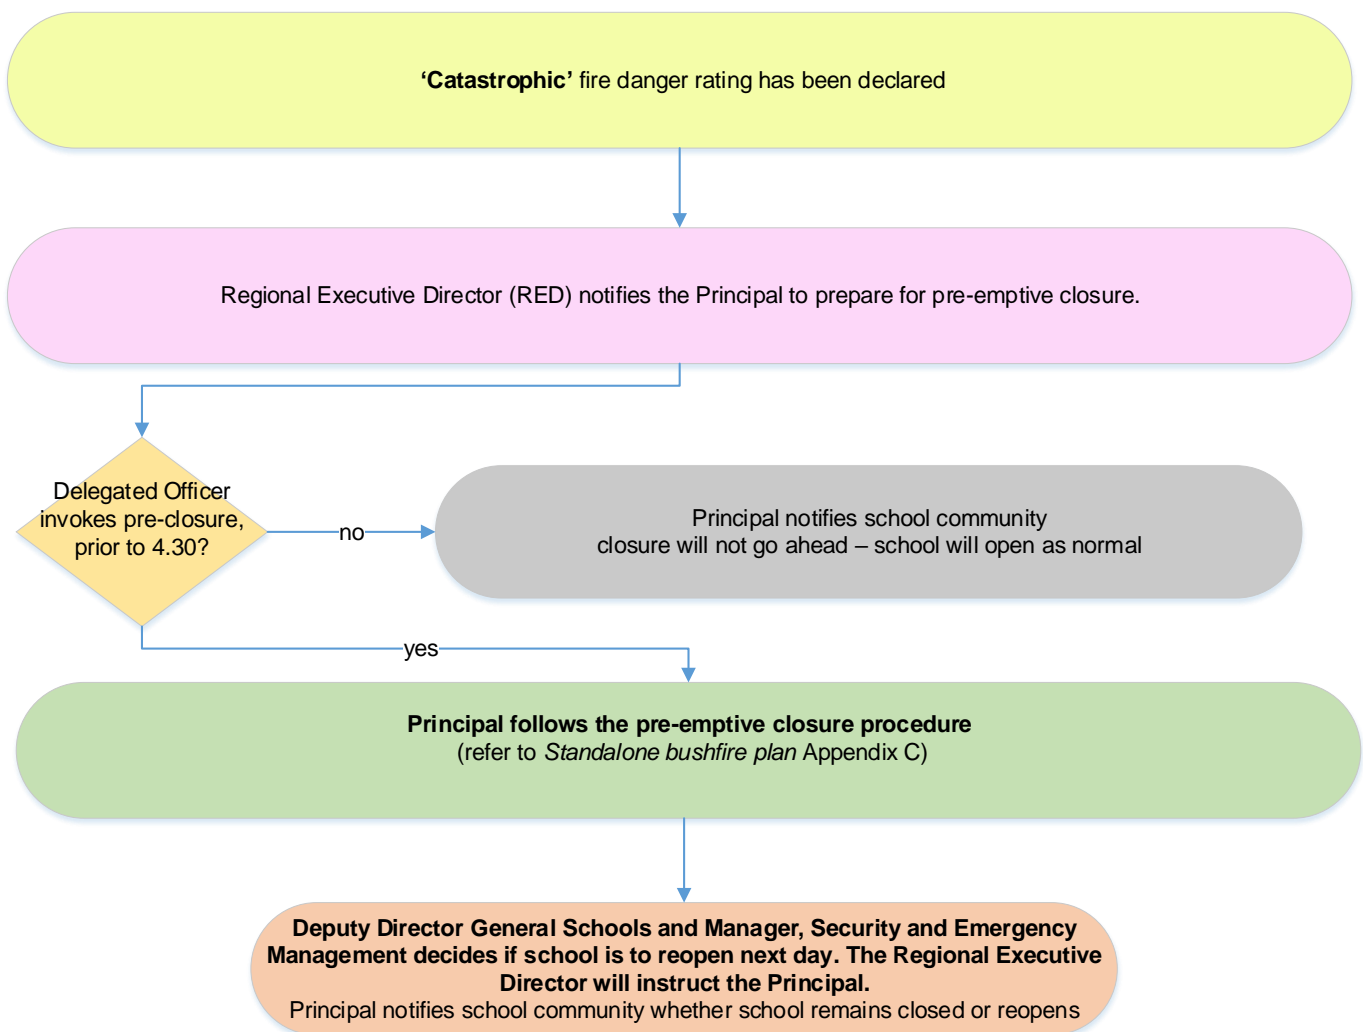 ‘Catastrophic’ fire danger rating has been declared
Regional Executive Director (RED) notifies the Principal to prepare for pre-emptive closure.
Delegated Officer
invokes pre-closure,
prior to 4.30?
no
Principal notifies school community
closure will not go ahead – school will open as normal
yes
Principal follows the pre-emptive closure procedure
(refer to Standalone bushfire plan Appendix C)
Deputy Director General Schools and Manager, Security and Emergency
Management decides if school is to reopen next day. The Regional Executive
Director will instruct the Principal.
Principal notifies school community whether school remains closed or reopens